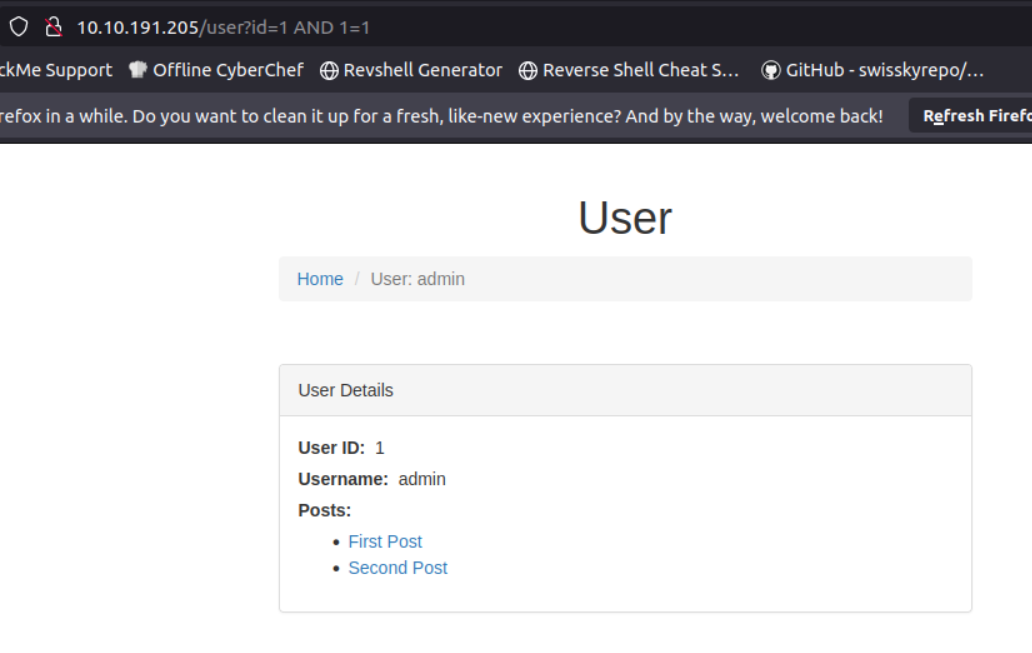 10.10.191.205/user?id=1 AND 1=1
ckMe Support Offline CyberChef Revshell Generator Reverse Shell Cheat S… GitHub - swisskyrepo/…
refox in a while. Do you want to clean it up for a fresh, like-new experience? And by the way, welcome back! Refresh Firefo
User
Home / User: admin
User Details
User ID: 1
Username: admin
Posts:
• First Post
• Second Post